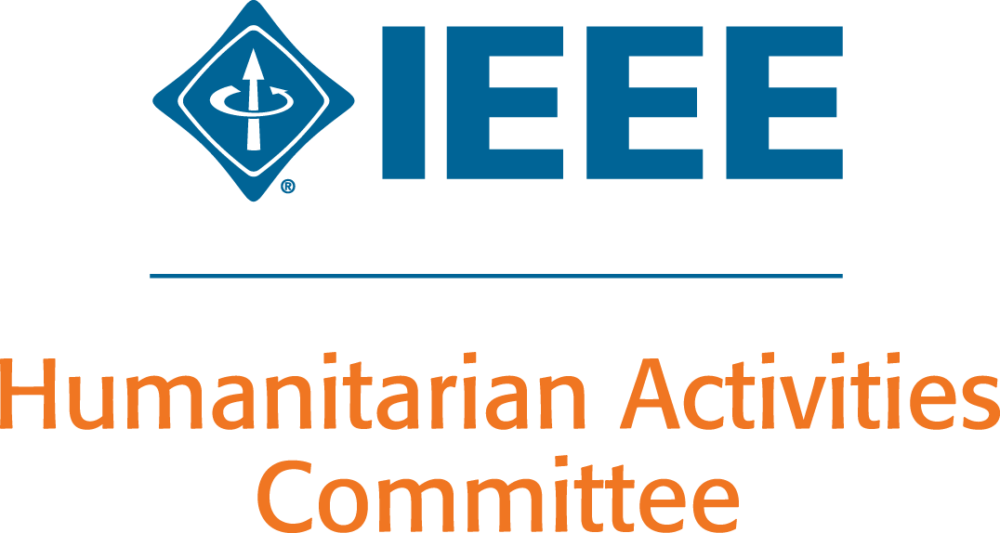 IEEE
®
Humanitarian Activities
Committee